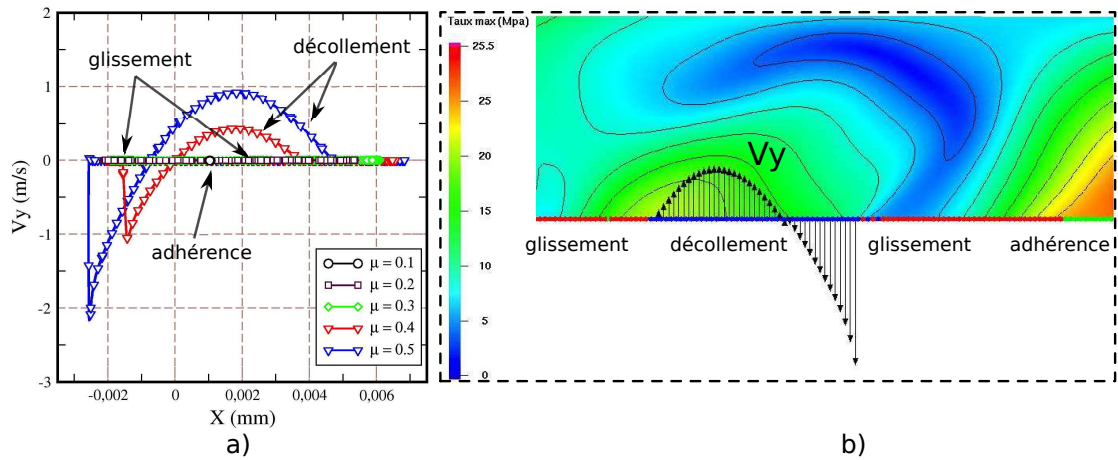 2
1
0
-1
-2
-3
Vy (m/s)
décollement
glissement
adhérence
μ = 0.1
μ = 0.2
μ = 0.3
μ = 0.4
μ = 0.5
-0,002
0
0,002
0,004
0,006
X (mm)
a)
Taux max (Mpa)
25.5
25
20
15
10
5
0
Vy
glissement
décollement
glissement
adhérence
b)